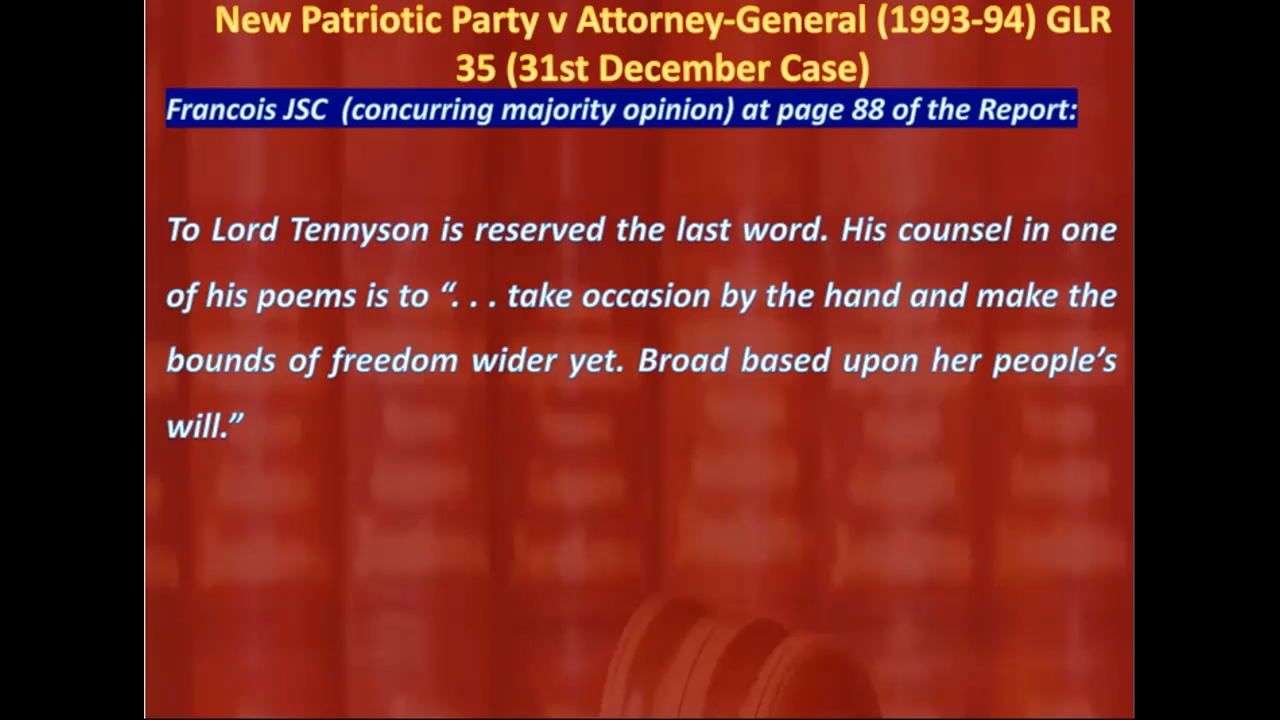 New Patriotic Party v Attorney-General (1993-94) GLR
35 (31st December Case)
Francois JSC (concurring majority opinion) at page 88 of the Report:
To Lord Tennyson is reserved the last word. His counsel in one
of his poems is to “. . . take occasion by the hand and make the
bounds of freedom wider yet. Broad based upon her people’s
will.”